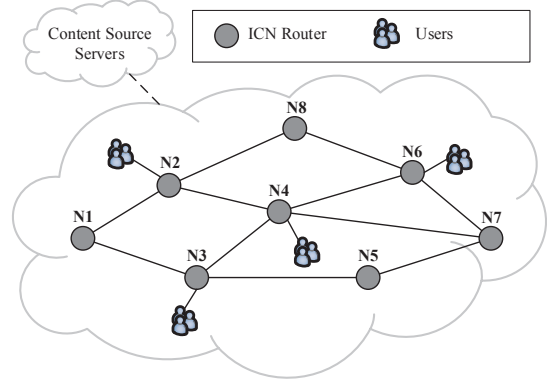 Content Source
Servers
ICN Router
Users
N8
N2
N6
N4
N1
N7
N3
N5